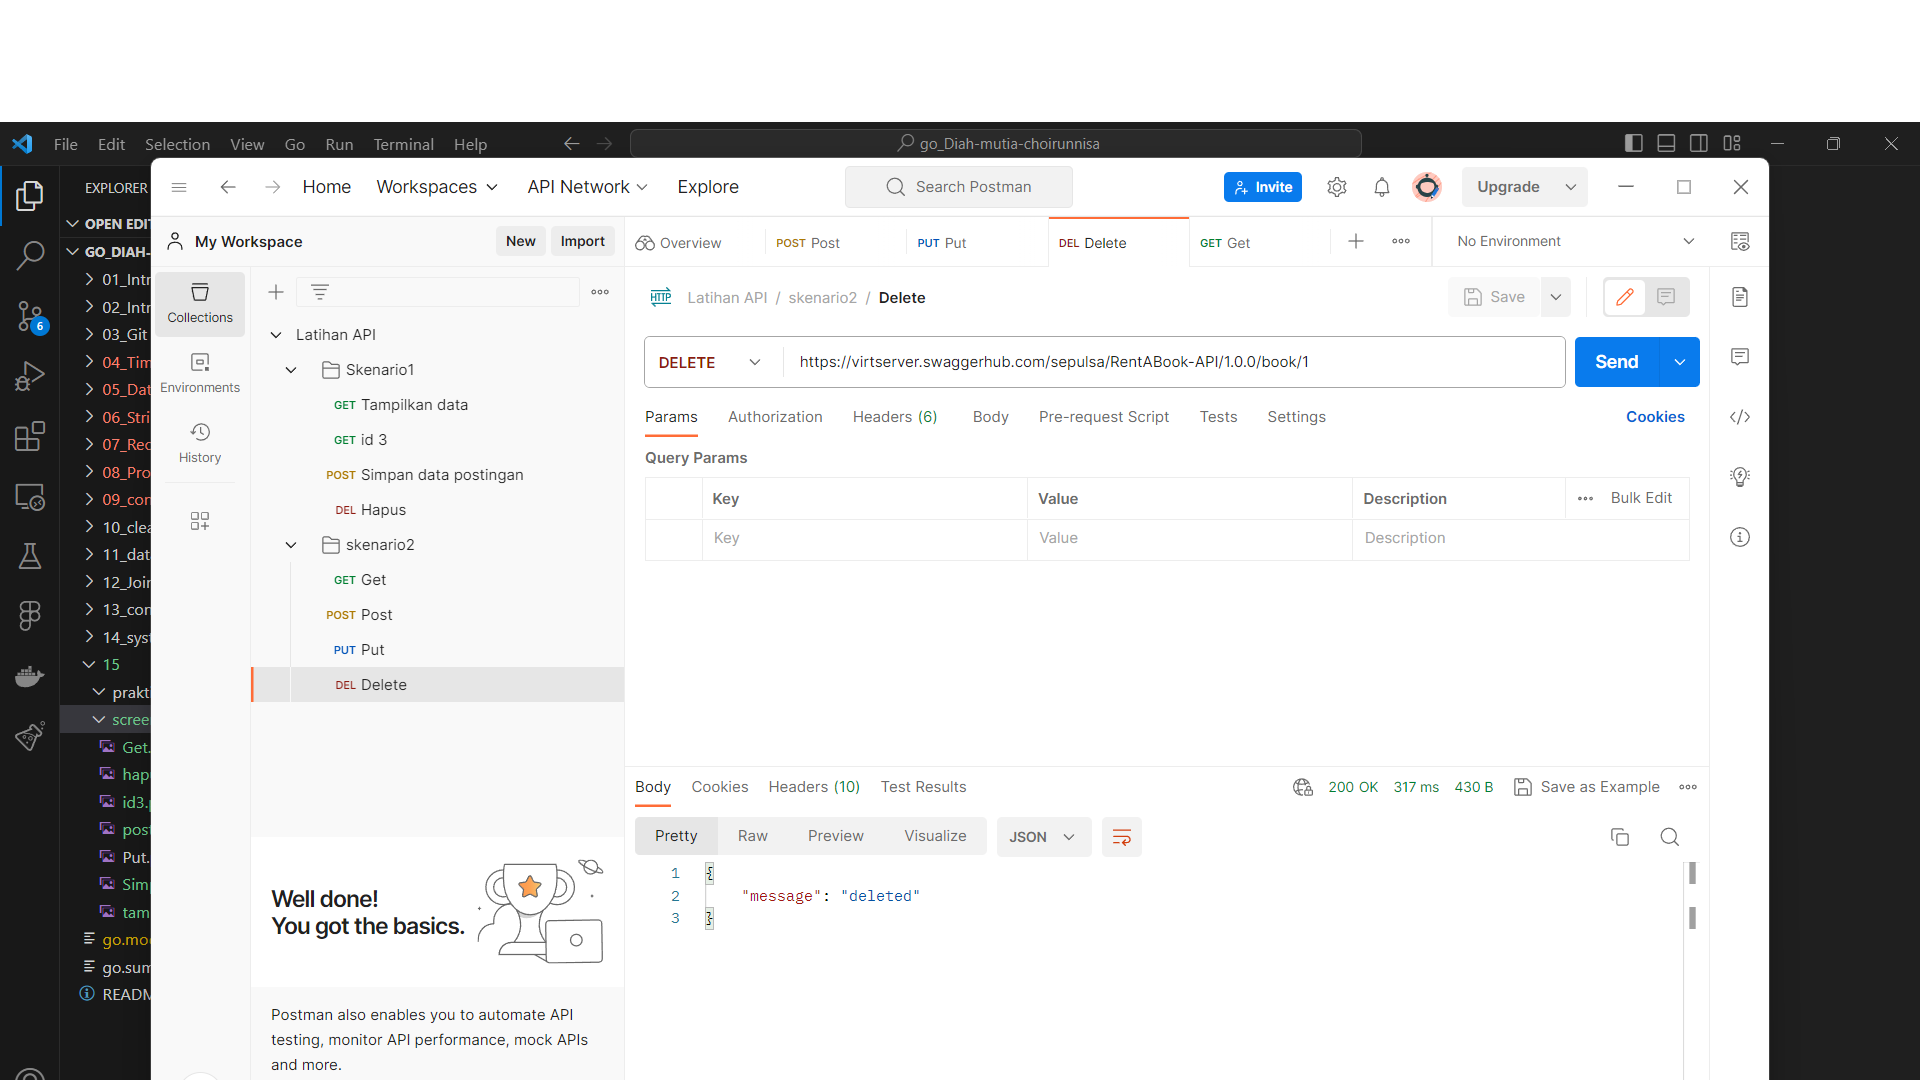 File Edit Selection View Go Run Terminal Help
go_Diah-mutia-choirunnisa
EXPLORER
OPEN EDIT
GO_DIAH-
01_Intr
02_Intr
03_Git
04_Tim
05_Dat
06_Stri
07_Rec
08_Pro
09_con
10_clea
11_dat
12_Join
13_con
14_syst
15
prakt
scree
Get.
hap
id3.p
post
Put.
Simp
tam
go.mod
go.sum
READM
6
Home Workspaces API Network Explore
Search Postman
Invite
Upgrade
My Workspace
New Import
Overview
POST Post
PUT Put
DEL Delete
GET Get
No Environment
Collections
Environments
History
Latihan API
Skenario1
GET Tampilkan data
GET id 3
POST Simpan data postingan
DEL Hapus
skenario2
GET Get
POST Post
PUT Put
DEL Delete
Well done!
You got the basics.
Postman also enables you to automate API
testing, monitor API performance, mock APIs
and more.
HTTP Latihan API / skenario2 / Delete
Save
DELETE https://virtserver.swaggerhub.com/sepulsa/RentABook-API/1.0.0/book/1
Send
Params Authorization Headers (6) Body Pre-request Script Tests Settings Cookies
Query Params
Key Value Description Bulk Edit
Key Value Description
Body Cookies Headers (10) Test Results 200 OK 317 ms 430 B Save as Example
Pretty Raw Preview Visualize JSON
1 {
2 "message": "deleted"
3 }